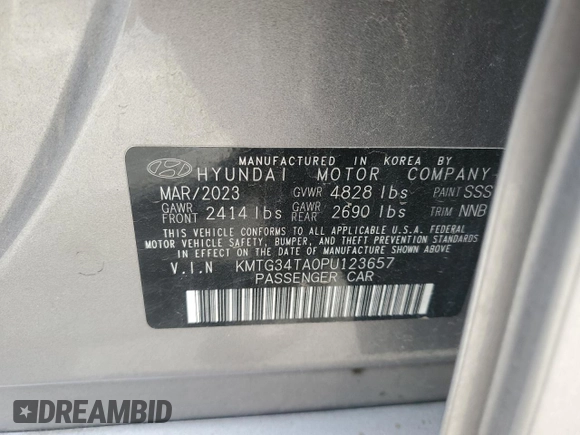 MANUFACTURED IN KOREA BY
HYUNDAI MOTOR COMPANY
MAR/2023 GVWR 4828 lbs PAINT SSS
GAWR FRONT 2414 lbs GAWR REAR 2690 lbs TRIM NNB
THIS VEHICLE CONFORMS TO ALL APPLICABLE U.S.A. FEDERAL
MOTOR VEHICLE SAFETY, BUMPER, AND THEFT PREVENTION STANDARDS
IN EFFECT ON THE DATE OF MANUFACTURE SHOWN ABOVE.
V.I.N KMTG34TA0PU123657
PASSENGER CAR
DREAMBID